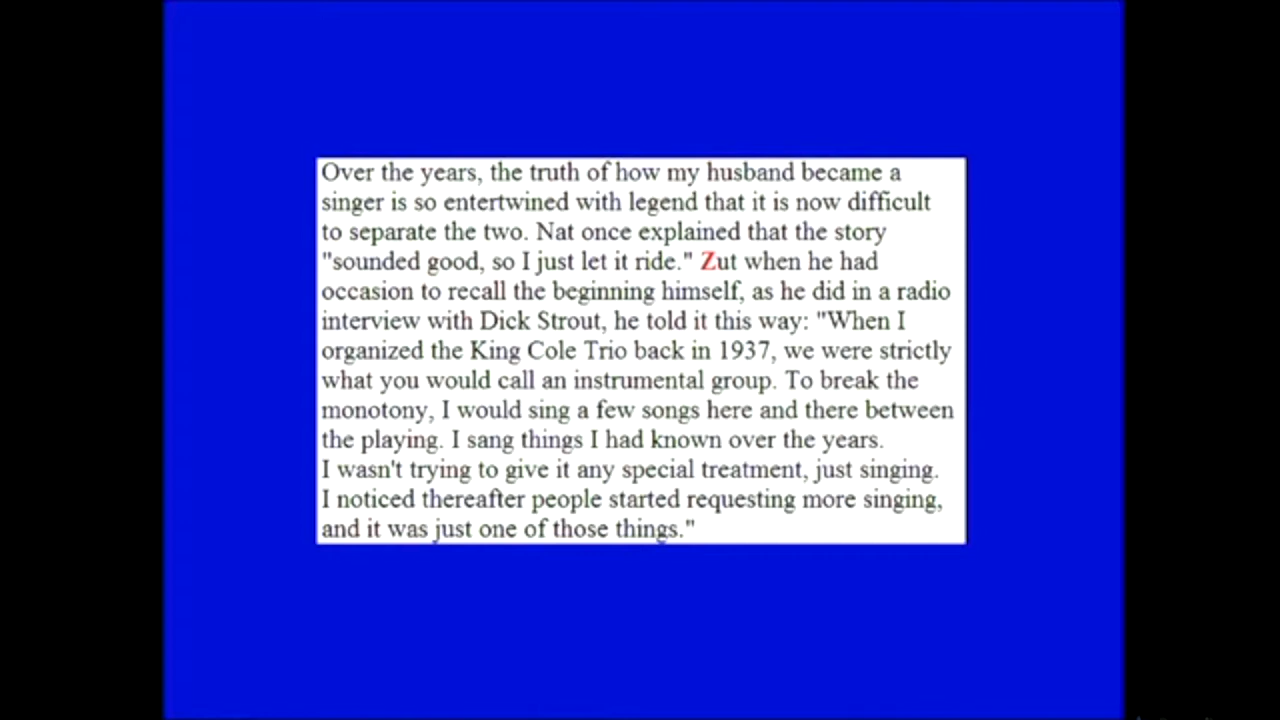 Over the years, the truth of how my husband became a
singer is so entertwined with legend that it is now difficult
to separate the two. Nat once explained that the story
"sounded good, so I just let it ride." Zut when he had
occasion to recall the beginning himself, as he did in a radio
interview with Dick Strout, he told it this way: "When I
organized the King Cole Trio back in 1937, we were strictly
what you would call an instrumental group. To break the
monotony, I would sing a few songs here and there between
the playing. I sang things I had known over the years.
I wasn't trying to give it any special treatment, just singing.
I noticed thereafter people started requesting more singing,
and it was just one of those things."